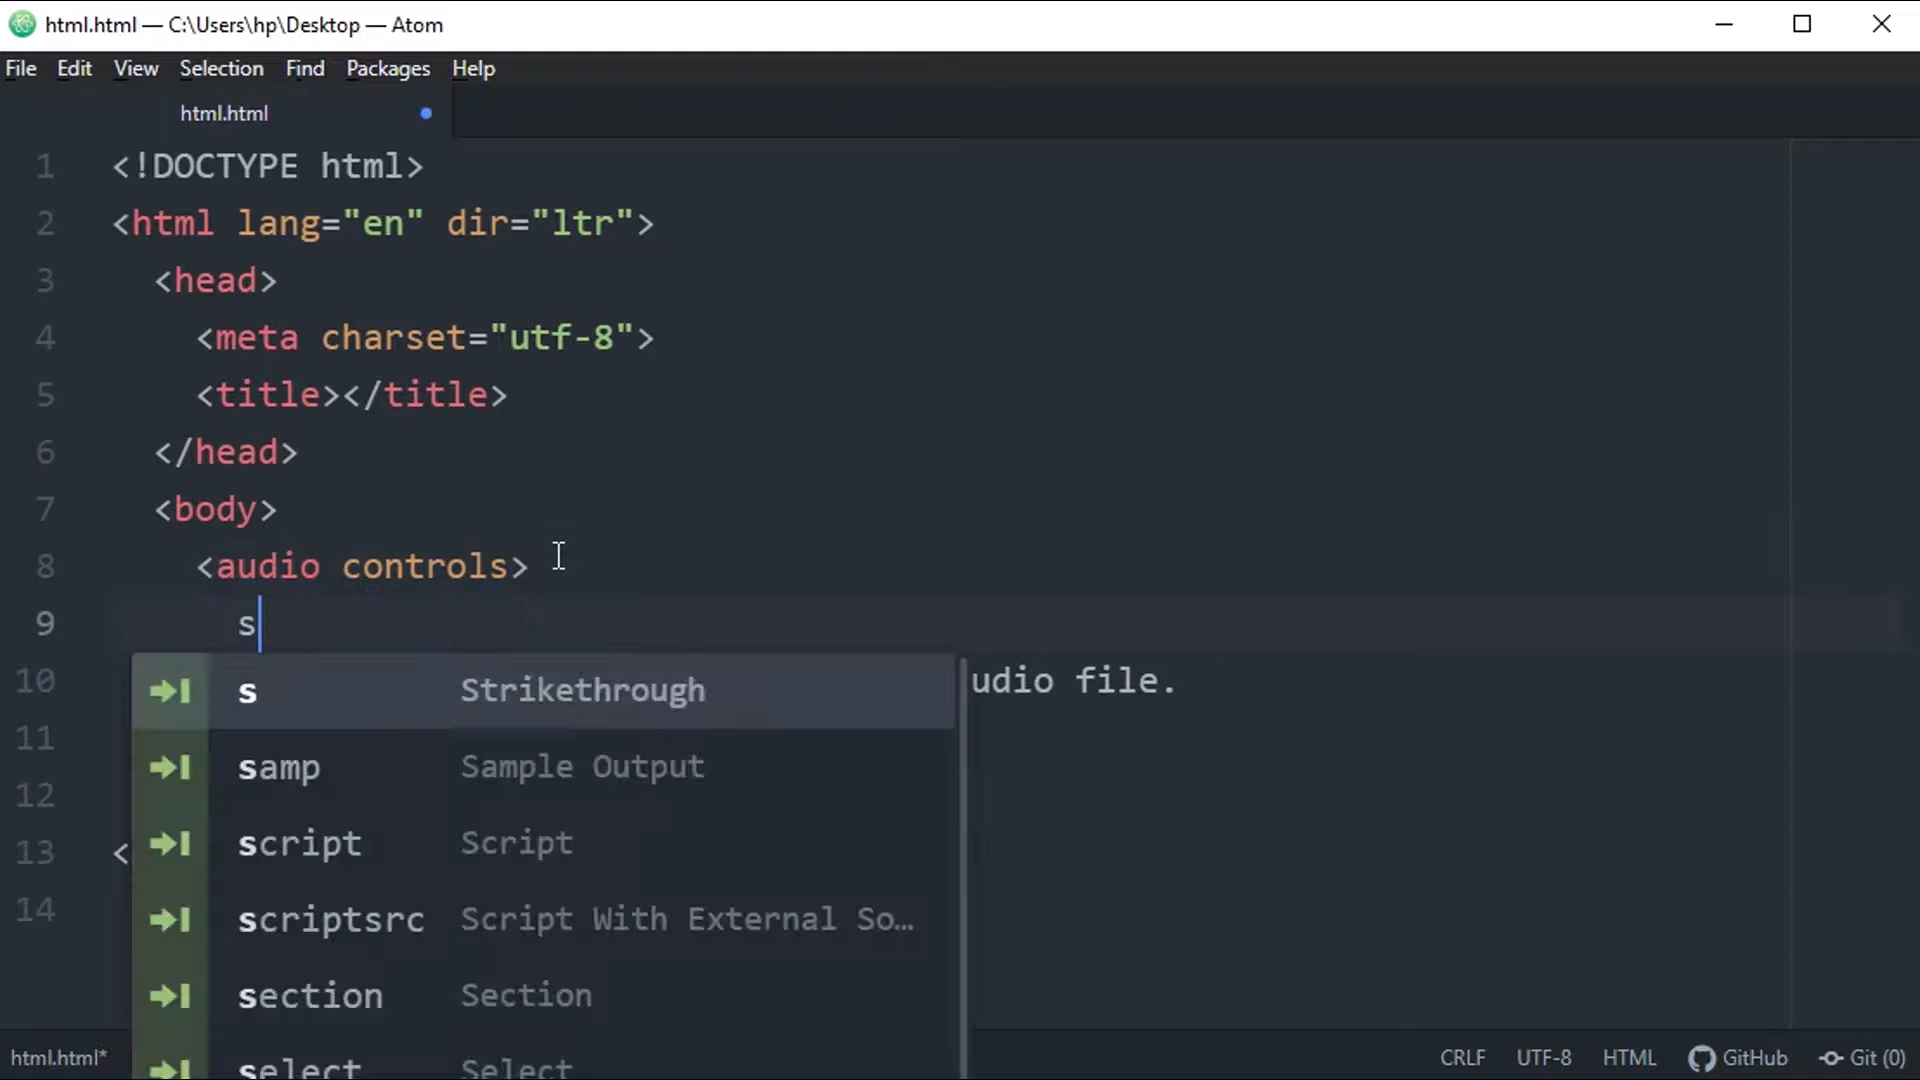 html.html — C:\Users\hp\Desktop — Atom
File Edit View Selection Find Packages Help
html.html
1 <!DOCTYPE html>
2 <html lang="en" dir="ltr">
3 <head>
4 <meta charset="utf-8">
5 <title></title>
6 </head>
7 <body>
8 <audio controls>
9 s
10 udio file.
s Strikethrough
11
samp Sample Output
12
script Script
13 <
scriptsrc Script With External So…
14
section Section
select Select
html.html* CRLF UTF-8 HTML GitHub Git (0)